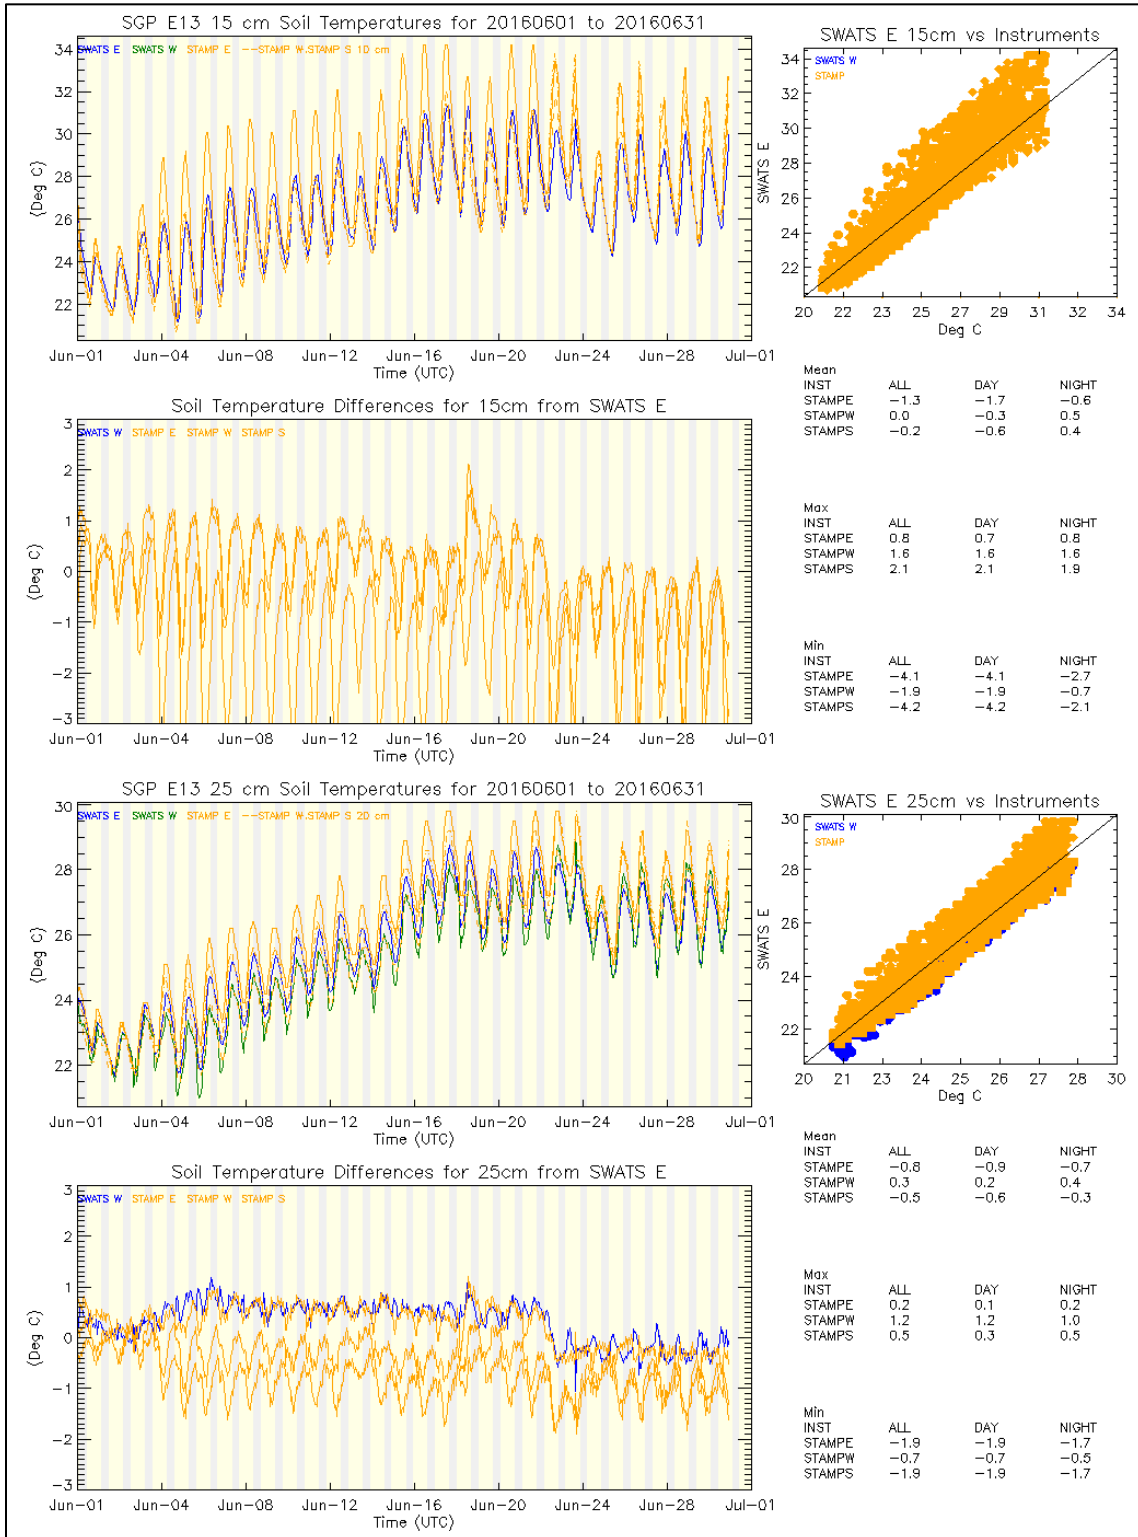 SGP E13 15 cm Soil Temperatures for 20160601 to 20160631
SWATS E SWATS W STAMP E --STAMP W.STAMP S 10 cm
34
32
30
28
26
24
22
(Deg C)
Jun-01 Jun-04 Jun-08 Jun-12 Jun-16 Jun-20 Jun-24 Jun-28 Jul-01
Time (UTC)
SWATS E 15cm vs Instruments
SWATS W
STAMP
34
32
30
28
26
24
22
SWATS E
20 22 23 25 27 29 31 32 34
Deg C
Mean
INST ALL DAY NIGHT
STAMPE -1.3 -1.7 -0.6
STAMPW 0.0 -0.3 0.5
STAMPS -0.2 -0.6 0.4
Max
INST ALL DAY NIGHT
STAMPE 0.8 0.7 0.8
STAMPW 1.6 1.6 1.6
STAMPS 2.1 2.1 1.9
Min
INST ALL DAY NIGHT
STAMPE -4.1 -4.1 -2.7
STAMPW -1.9 -1.9 -0.7
STAMPS -4.2 -4.2 -2.1
Soil Temperature Differences for 15cm from SWATS E
SWATS W STAMP E STAMP W STAMP S
3
2
1
0
-1
-2
-3
(Deg C)
Jun-01 Jun-04 Jun-08 Jun-12 Jun-16 Jun-20 Jun-24 Jun-28 Jul-01
Time (UTC)
SGP E13 25 cm Soil Temperatures for 20160601 to 20160631
SWATS E SWATS W STAMP E --STAMP W.STAMP S 20 cm
30
28
26
24
22
(Deg C)
Jun-01 Jun-04 Jun-08 Jun-12 Jun-16 Jun-20 Jun-24 Jun-28 Jul-01
Time (UTC)
SWATS E 25cm vs Instruments
SWATS W
STAMP
30
28
26
24
22
SWATS E
20 21 23 24 25 26 28 29 30
Deg C
Mean
INST ALL DAY NIGHT
STAMPE -0.8 -0.9 -0.7
STAMPW 0.3 0.2 0.4
STAMPS -0.5 -0.6 -0.3
Max
INST ALL DAY NIGHT
STAMPE 0.2 0.1 0.2
STAMPW 1.2 1.2 1.0
STAMPS 0.5 0.3 0.5
Min
INST ALL DAY NIGHT
STAMPE -1.9 -1.9 -1.7
STAMPW -0.7 -0.7 -0.5
STAMPS -1.9 -1.9 -1.7
Soil Temperature Differences for 25cm from SWATS E
SWATS W STAMP E STAMP W STAMP S
3
2
1
0
-1
-2
-3
(Deg C)
Jun-01 Jun-04 Jun-08 Jun-12 Jun-16 Jun-20 Jun-24 Jun-28 Jul-01
Time (UTC)